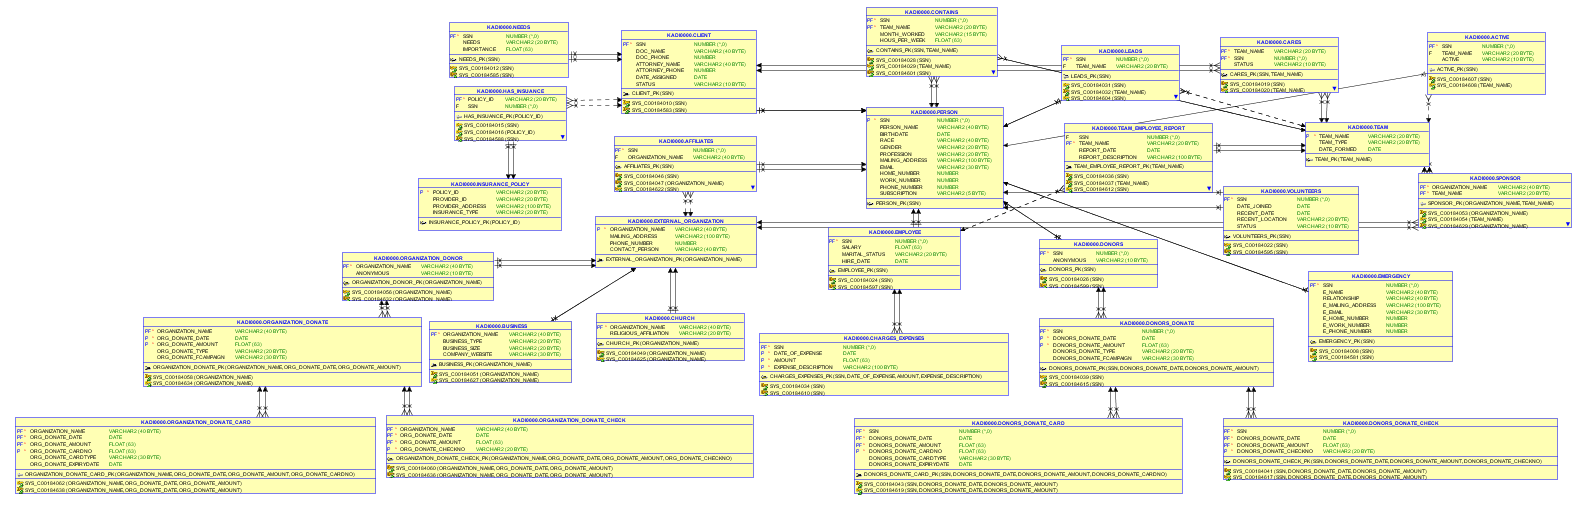 KADI0000.NEEDS
PF * SSN NUMBER (*,0)
NEEDS VARCHAR2 (20 BYTE)
IMPORTANCE FLOAT (63)
NEEDS_PK (SSN)
SYS_C00184012 (SSN)
SYS_C00184585 (SSN)
KADI0000.CLIENT
PF * SSN NUMBER (*,0)
DOC_NAME VARCHAR2 (40 BYTE)
DOC_PHONE NUMBER
ATTORNEY_NAME VARCHAR2 (40 BYTE)
ATTORNEY_PHONE NUMBER
DATE_ASSIGNED DATE
STATUS VARCHAR2 (10 BYTE)
CLIENT_PK (SSN)
SYS_C00184010 (SSN)
SYS_C00184583 (SSN)
KADI0000.CONTAINS
PF * SSN NUMBER (*,0)
PF * TEAM_NAME VARCHAR2 (20 BYTE)
MONTH_WORKED VARCHAR2 (15 BYTE)
HOUS_PER_WEEK FLOAT (63)
CONTAINS_PK (SSN, TEAM_NAME)
SYS_C00184028 (SSN)
SYS_C00184029 (TEAM_NAME)
SYS_C00184601 (SSN)
KADI0000.LEADS
PF * SSN NUMBER (*,0)
F TEAM_NAME VARCHAR2 (20 BYTE)
LEADS_PK (SSN)
SYS_C00184031 (SSN)
SYS_C00184032 (TEAM_NAME)
SYS_C00184604 (SSN)
KADI0000.CARES
PF * TEAM_NAME VARCHAR2 (20 BYTE)
PF * SSN NUMBER (*,0)
STATUS VARCHAR2 (10 BYTE)
CARES_PK (SSN, TEAM_NAME)
SYS_C00184019 (SSN)
SYS_C00184020 (TEAM_NAME)
KADI0000.ACTIVE
PF * SSN NUMBER (*,0)
F TEAM_NAME VARCHAR2 (20 BYTE)
ACTIVE VARCHAR2 (10 BYTE)
ACTIVE_PK (SSN)
SYS_C00184607 (SSN)
SYS_C00184608 (TEAM_NAME)
KADI0000.HAS_INSUANCE
PF * POLICY_ID VARCHAR2 (20 BYTE)
F SSN NUMBER (*,0)
HAS_INSUANCE_PK (POLICY_ID)
SYS_C00184015 (SSN)
SYS_C00184016 (POLICY_ID)
SYS_C00184588 (SSN)
KADI0000.PERSON
P * SSN NUMBER (*,0)
PERSON_NAME VARCHAR2 (40 BYTE)
BIRTHDATE DATE
RACE VARCHAR2 (40 BYTE)
GENDER VARCHAR2 (20 BYTE)
PROFESSION VARCHAR2 (20 BYTE)
MAILING_ADDRESS VARCHAR2 (100 BYTE)
EMAIL VARCHAR2 (30 BYTE)
HOME_NUMBER NUMBER
WORK_NUMBER NUMBER
PHONE_NUMBER NUMBER
SUBSCRIPTION VARCHAR2 (5 BYTE)
PERSON_PK (SSN)
KADI0000.TEAM_EMPLOYEE_REPORT
F SSN NUMBER (*,0)
PF * TEAM_NAME VARCHAR2 (20 BYTE)
REPORT_DATE DATE
REPORT_DESCRIPTION VARCHAR2 (100 BYTE)
TEAM_EMPLOYEE_REPORT_PK (TEAM_NAME)
SYS_C00184036 (SSN)
SYS_C00184037 (TEAM_NAME)
SYS_C00184612 (SSN)
KADI0000.TEAM
P * TEAM_NAME VARCHAR2 (20 BYTE)
TEAM_TYPE VARCHAR2 (20 BYTE)
DATE_FORMED DATE
TEAM_PK (TEAM_NAME)
KADI0000.AFFILIATES
PF * SSN NUMBER (*,0)
F ORGANIZATION_NAME VARCHAR2 (40 BYTE)
AFFILIATES_PK (SSN)
SYS_C00184046 (SSN)
SYS_C00184047 (ORGANIZATION_NAME)
SYS_C00184622 (SSN)
KADI0000.INSURANCE_POLICY
P * POLICY_ID VARCHAR2 (20 BYTE)
PROVIDER_ID VARCHAR2 (20 BYTE)
PROVIDER_ADDRESS VARCHAR2 (100 BYTE)
INSURANCE_TYPE VARCHAR2 (20 BYTE)
INSURANCE_POLICY_PK (POLICY_ID)
KADI0000.SPONSOR
PF * ORGANIZATION_NAME VARCHAR2 (40 BYTE)
PF * TEAM_NAME VARCHAR2 (20 BYTE)
SPONSOR_PK (ORGANIZATION_NAME, TEAM_NAME)
SYS_C00184053 (ORGANIZATION_NAME)
SYS_C00184054 (TEAM_NAME)
SYS_C00184629 (ORGANIZATION_NAME)
KADI0000.VOLUNTEERS
PF * SSN NUMBER (*,0)
DATE_JOINED DATE
RECENT_DATE DATE
RECENT_LOCATION VARCHAR2 (20 BYTE)
STATUS VARCHAR2 (10 BYTE)
VOLUNTEERS_PK (SSN)
SYS_C00184022 (SSN)
SYS_C00184595 (SSN)
KADI0000.EXTERNAL_ORGANIZATION
P * ORGANIZATION_NAME VARCHAR2 (40 BYTE)
MAILING_ADDRESS VARCHAR2 (100 BYTE)
PHONE_NUMBER NUMBER
CONTACT_PERSON VARCHAR2 (40 BYTE)
EXTERNAL_ORGANIZATION_PK (ORGANIZATION_NAME)
KADI0000.EMPLOYEE
PF * SSN NUMBER (*,0)
SALARY FLOAT (63)
MARITAL_STATUS VARCHAR2 (20 BYTE)
HIRE_DATE DATE
EMPLOYEE_PK (SSN)
SYS_C00184024 (SSN)
SYS_C00184597 (SSN)
KADI0000.DONORS
PF * SSN NUMBER (*,0)
ANONYMOUS VARCHAR2 (10 BYTE)
DONORS_PK (SSN)
SYS_C00184026 (SSN)
SYS_C00184599 (SSN)
KADI0000.ORGANIZATION_DONOR
PF * ORGANIZATION_NAME VARCHAR2 (40 BYTE)
ANONYMOUS VARCHAR2 (10 BYTE)
ORGANIZATION_DONOR_PK (ORGANIZATION_NAME)
SYS_C00184056 (ORGANIZATION_NAME)
SYS_C00184632 (ORGANIZATION_NAME)
KADI0000.EMERGENCY
PF * SSN NUMBER (*,0)
E_NAME VARCHAR2 (40 BYTE)
RELATIONSHIP VARCHAR2 (40 BYTE)
E_MAILING_ADDRESS VARCHAR2 (100 BYTE)
E_EMAIL VARCHAR2 (30 BYTE)
E_HOME_NUMBER NUMBER
E_WORK_NUMBER NUMBER
E_PHONE_NUMBER NUMBER
EMERGENCY_PK (SSN)
SYS_C00184008 (SSN)
SYS_C00184581 (SSN)
KADI0000.ORGANIZATION_DONATE
PF * ORGANIZATION_NAME VARCHAR2 (40 BYTE)
P * ORG_DONATE_DATE DATE
P * ORG_DONATE_AMOUNT FLOAT (63)
ORG_DONATE_TYPE VARCHAR2 (20 BYTE)
ORG_DONATE_FCAMPAIGN VARCHAR2 (30 BYTE)
ORGANIZATION_DONATE_PK (ORGANIZATION_NAME, ORG_DONATE_DATE, ORG_DONATE_AMOUNT)
SYS_C00184058 (ORGANIZATION_NAME)
SYS_C00184634 (ORGANIZATION_NAME)
KADI0000.BUSINESS
PF * ORGANIZATION_NAME VARCHAR2 (40 BYTE)
BUSINESS_TYPE VARCHAR2 (20 BYTE)
BUSINESS_SIZE VARCHAR2 (20 BYTE)
COMPANY_WEBSITE VARCHAR2 (30 BYTE)
BUSINESS_PK (ORGANIZATION_NAME)
SYS_C00184051 (ORGANIZATION_NAME)
SYS_C00184627 (ORGANIZATION_NAME)
KADI0000.CHURCH
PF * ORGANIZATION_NAME VARCHAR2 (40 BYTE)
RELIGIOUS_AFFILIATION VARCHAR2 (20 BYTE)
CHURCH_PK (ORGANIZATION_NAME)
SYS_C00184049 (ORGANIZATION_NAME)
SYS_C00184625 (ORGANIZATION_NAME)
KADI0000.CHARGES_EXPENSES
PF * SSN NUMBER (*,0)
P * DATE_OF_EXPENSE DATE
P * AMOUNT FLOAT (63)
P * EXPENSE_DESCRIPTION VARCHAR2 (100 BYTE)
CHARGES_EXPENSES_PK (SSN, DATE_OF_EXPENSE, AMOUNT, EXPENSE_DESCRIPTION)
SYS_C00184034 (SSN)
SYS_C00184610 (SSN)
KADI0000.DONORS_DONATE
PF * SSN NUMBER (*,0)
P * DONORS_DONATE_DATE DATE
P * DONORS_DONATE_AMOUNT FLOAT (63)
DONORS_DONATE_TYPE VARCHAR2 (20 BYTE)
DONORS_DONATE_FCAMPAIGN VARCHAR2 (30 BYTE)
DONORS_DONATE_PK (SSN, DONORS_DONATE_DATE, DONORS_DONATE_AMOUNT)
SYS_C00184039 (SSN)
SYS_C00184615 (SSN)
KADI0000.ORGANIZATION_DONATE_CARD
PF * ORGANIZATION_NAME VARCHAR2 (40 BYTE)
PF * ORG_DONATE_DATE DATE
PF * ORG_DONATE_AMOUNT FLOAT (63)
P * ORG_DONATE_CARDNO FLOAT (63)
ORG_DONATE_CARDTYPE VARCHAR2 (30 BYTE)
ORG_DONATE_EXPIRYDATE DATE
ORGANIZATION_DONATE_CARD_PK (ORGANIZATION_NAME, ORG_DONATE_DATE, ORG_DONATE_AMOUNT, ORG_DONATE_CARDNO)
SYS_C00184062 (ORGANIZATION_NAME, ORG_DONATE_DATE, ORG_DONATE_AMOUNT)
SYS_C00184638 (ORGANIZATION_NAME, ORG_DONATE_DATE, ORG_DONATE_AMOUNT)
KADI0000.ORGANIZATION_DONATE_CHECK
PF * ORGANIZATION_NAME VARCHAR2 (40 BYTE)
PF * ORG_DONATE_DATE DATE
PF * ORG_DONATE_AMOUNT FLOAT (63)
P * ORG_DONATE_CHECKNO VARCHAR2 (20 BYTE)
ORGANIZATION_DONATE_CHECK_PK (ORGANIZATION_NAME, ORG_DONATE_DATE, ORG_DONATE_AMOUNT, ORG_DONATE_CHECKNO)
SYS_C00184060 (ORGANIZATION_NAME, ORG_DONATE_DATE, ORG_DONATE_AMOUNT)
SYS_C00184636 (ORGANIZATION_NAME, ORG_DONATE_DATE, ORG_DONATE_AMOUNT)
KADI0000.DONORS_DONATE_CARD
PF * SSN NUMBER (*,0)
PF * DONORS_DONATE_DATE DATE
PF * DONORS_DONATE_AMOUNT FLOAT (63)
P * DONORS_DONATE_CARDNO FLOAT (63)
DONORS_DONATE_CARDTYPE VARCHAR2 (30 BYTE)
DONORS_DONATE_EXPIRYDATE DATE
DONORS_DONATE_CARD_PK (SSN, DONORS_DONATE_DATE, DONORS_DONATE_AMOUNT, DONORS_DONATE_CARDNO)
SYS_C00184043 (SSN, DONORS_DONATE_DATE, DONORS_DONATE_AMOUNT)
SYS_C00184619 (SSN, DONORS_DONATE_DATE, DONORS_DONATE_AMOUNT)
KADI0000.DONORS_DONATE_CHECK
PF * SSN NUMBER (*,0)
PF * DONORS_DONATE_DATE DATE
PF * DONORS_DONATE_AMOUNT FLOAT (63)
P * DONORS_DONATE_CHECKNO VARCHAR2 (20 BYTE)
DONORS_DONATE_CHECK_PK (SSN, DONORS_DONATE_DATE, DONORS_DONATE_AMOUNT, DONORS_DONATE_CHECKNO)
SYS_C00184041 (SSN, DONORS_DONATE_DATE, DONORS_DONATE_AMOUNT)
SYS_C00184617 (SSN, DONORS_DONATE_DATE, DONORS_DONATE_AMOUNT)